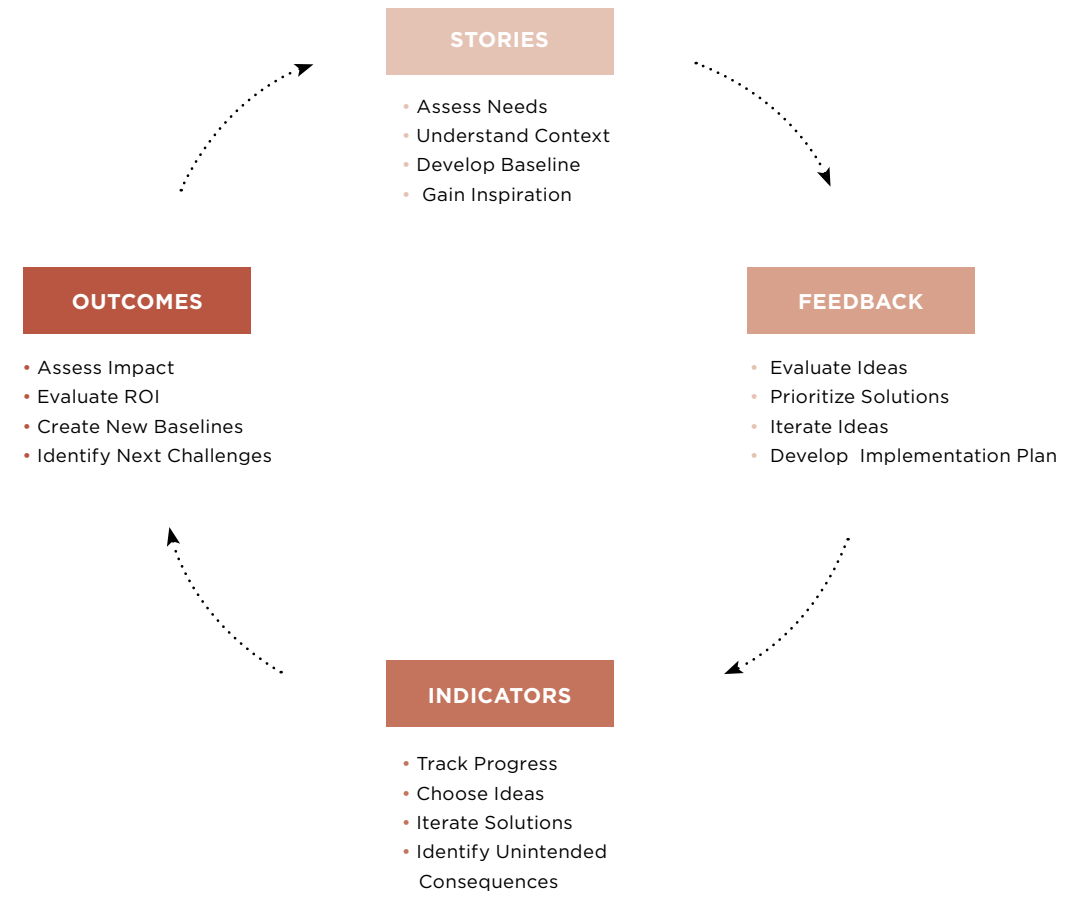 STORIES
• Assess Needs
• Understand Context
• Develop Baseline
• Gain Inspiration
OUTCOMES
• Assess Impact
• Evaluate ROI
• Create New Baselines
• Identify Next Challenges
FEEDBACK
• Evaluate Ideas
• Prioritize Solutions
• Iterate Ideas
• Develop  Implementation Plan
INDICATORS
• Track Progress
• Choose Ideas
• Iterate Solutions
• Identify Unintended
Consequences